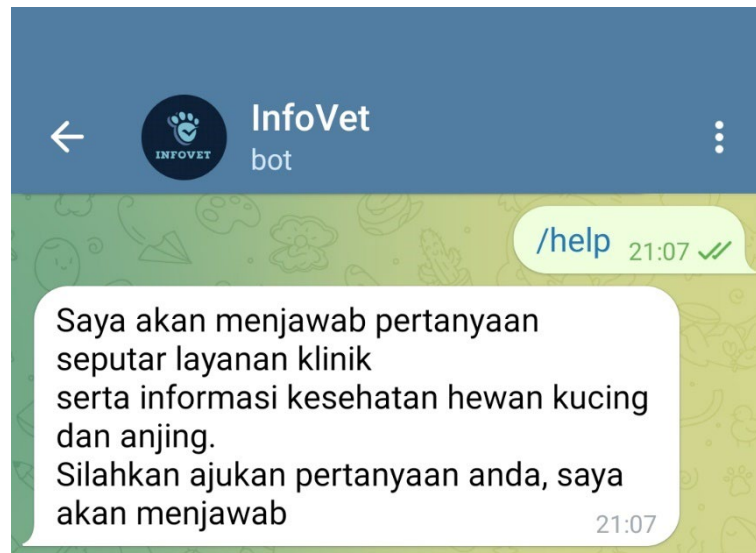 InfoVet
bot
INFOVET
/help 21:07
Saya akan menjawab pertanyaan
seputar layanan klinik
serta informasi kesehatan hewan kucing
dan anjing.
Silahkan ajukan pertanyaan anda, saya
akan menjawab
21:07